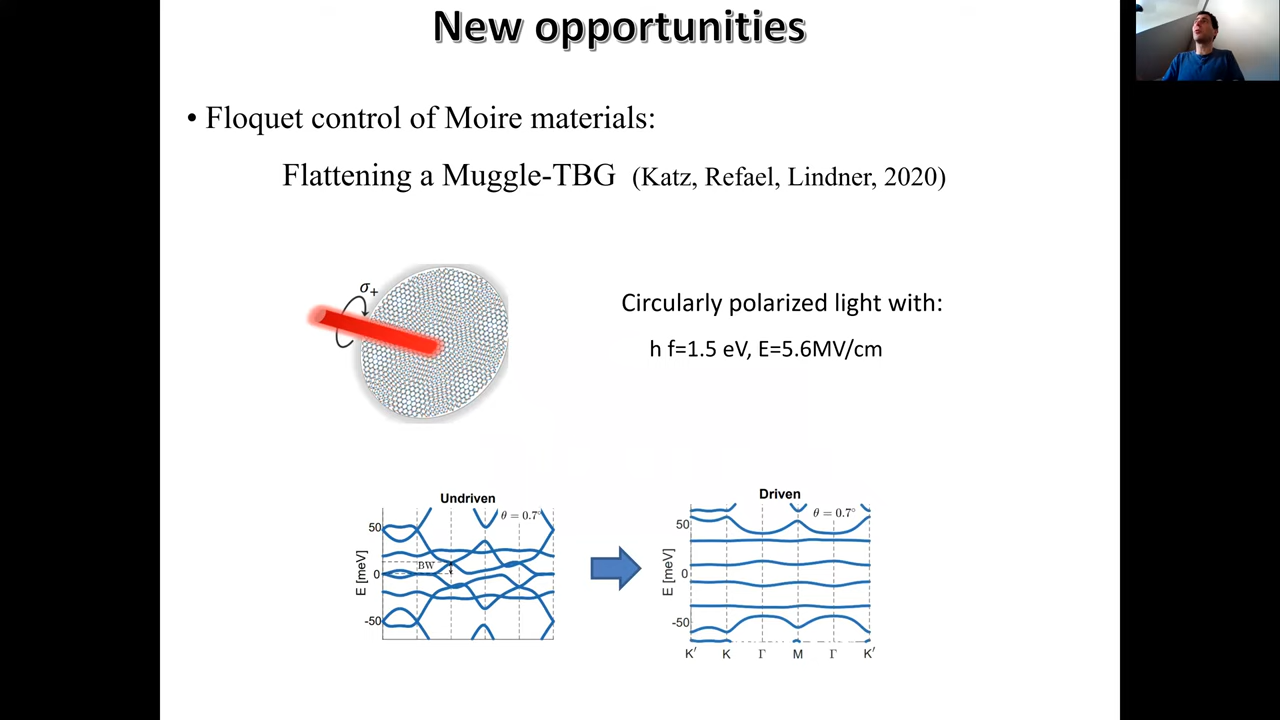 New opportunities
• Floquet control of Moire materials:
Flattening a Muggle-TBG (Katz, Refael, Lindner, 2020)
σ+
Circularly polarized light with:
h f=1.5 eV, E=5.6MV/cm
Undriven
θ = 0.7°
50
0
-50
E [meV]
BW
Driven
θ = 0.7°
50
0
-50
E [meV]
K′ K Γ M Γ K′